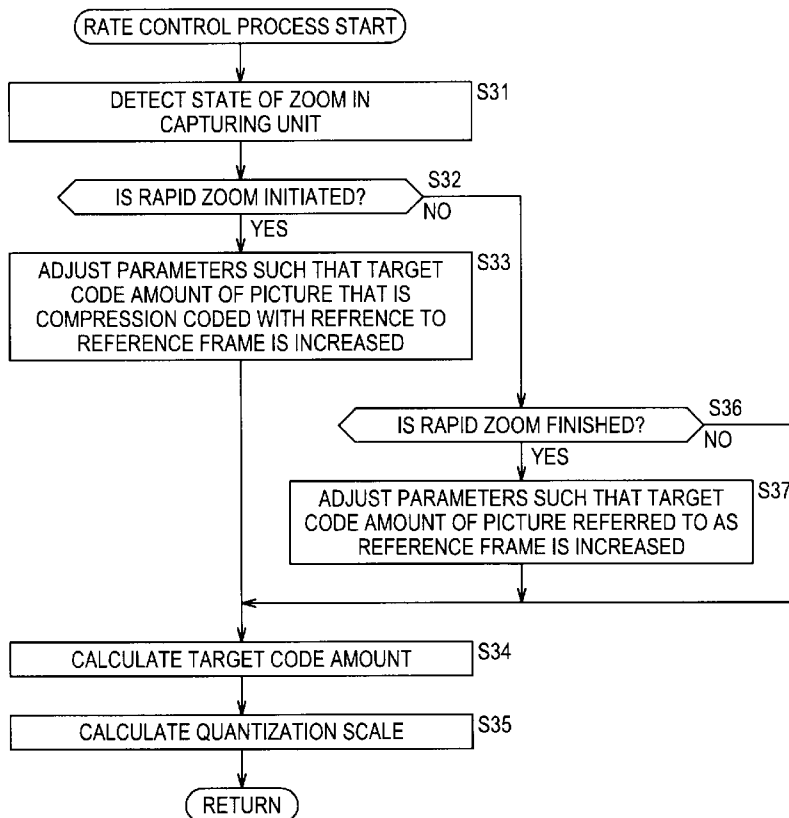 RATE CONTROL PROCESS START
S31
DETECT STATE OF ZOOM IN
CAPTURING UNIT
S32
IS RAPID ZOOM INITIATED?
NO
YES
S33
ADJUST PARAMETERS SUCH THAT TARGET
CODE AMOUNT OF PICTURE THAT IS
COMPRESSION CODED WITH REFRENCE TO
REFERENCE FRAME IS INCREASED
S36
IS RAPID ZOOM FINISHED?
NO
YES
S37
ADJUST PARAMETERS SUCH THAT TARGET
CODE AMOUNT OF PICTURE REFERRED TO AS
REFERENCE FRAME IS INCREASED
CALCULATE TARGET CODE AMOUNT
S34
CALCULATE QUANTIZATION SCALE
S35
RETURN